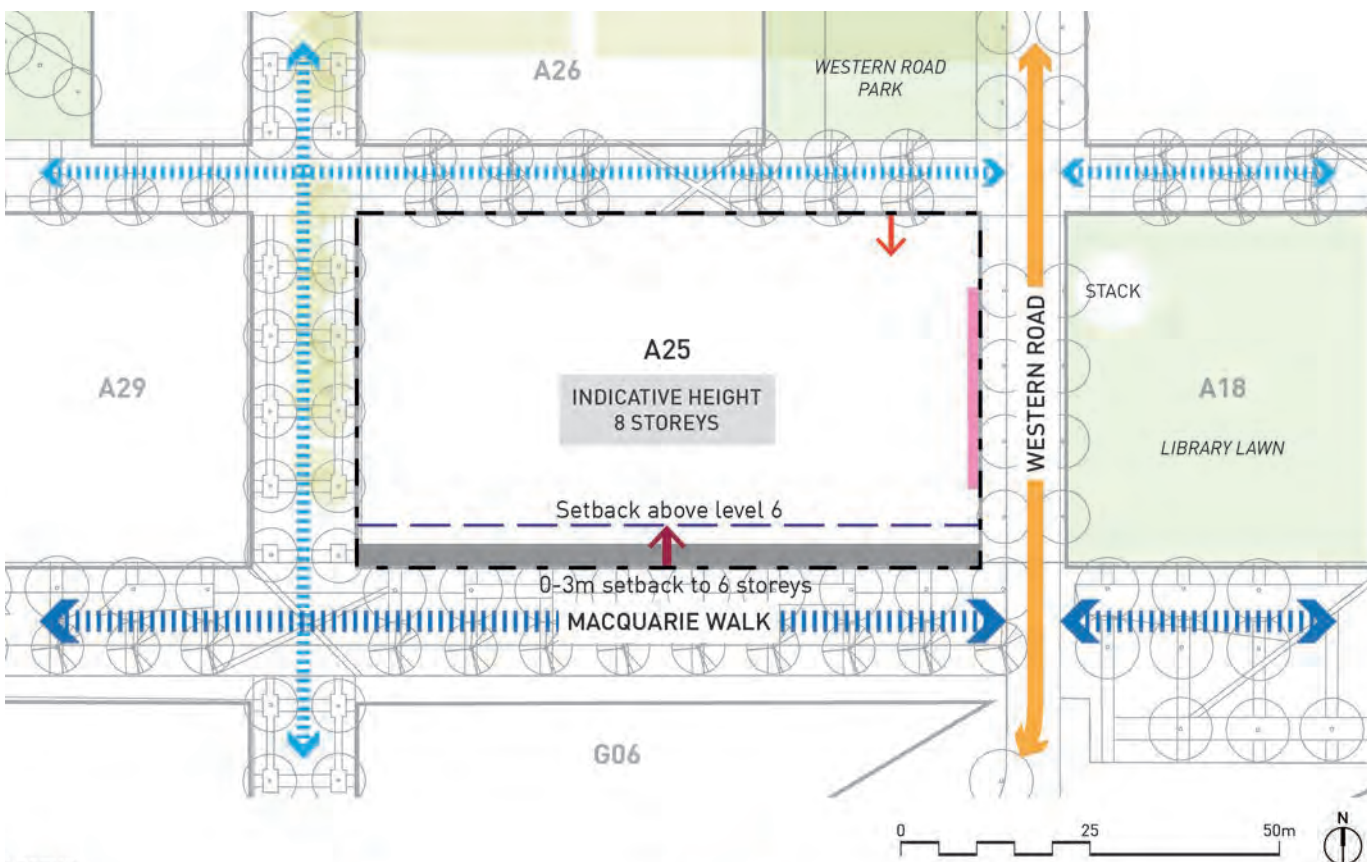 A26
WESTERN ROAD
PARK
STACK
WESTERN ROAD
A25
INDICATIVE HEIGHT
8 STOREYS
A29
A18
LIBRARY LAWN
Setback above level 6
0-3m setback to 6 storeys
MACQUARIE WALK
G06
0
25
50m
N